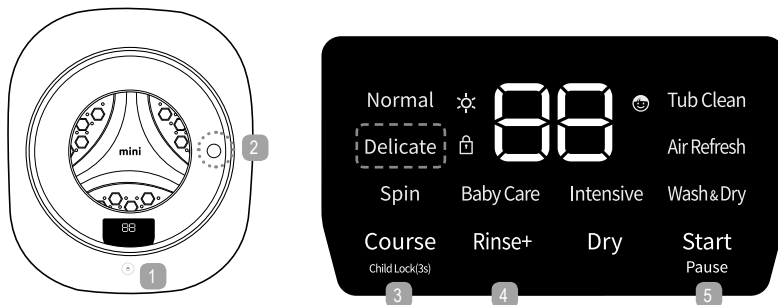 mini
88
1
2
Normal
88
Tub Clean
Delicate
Air Refresh
Spin
Baby Care
Intensive
Wash&Dry
Course
Rinse+
Dry
Start
Child Lock(3s)
Pause
3
4
5